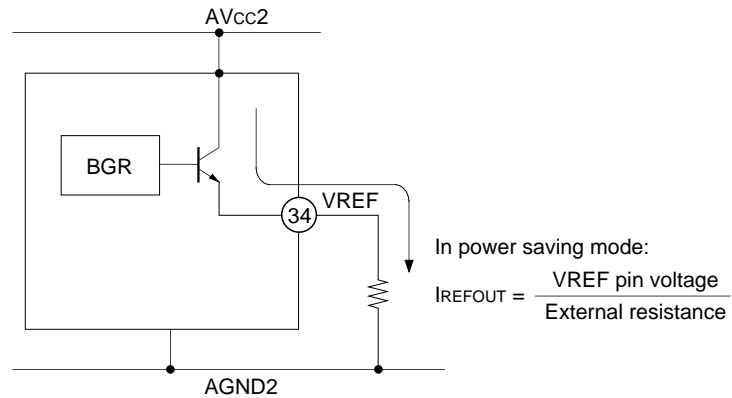 AVCC2
BGR
34
VREF
In power saving mode:
IREFOUT = VREF pin voltage
External resistance
AGND2